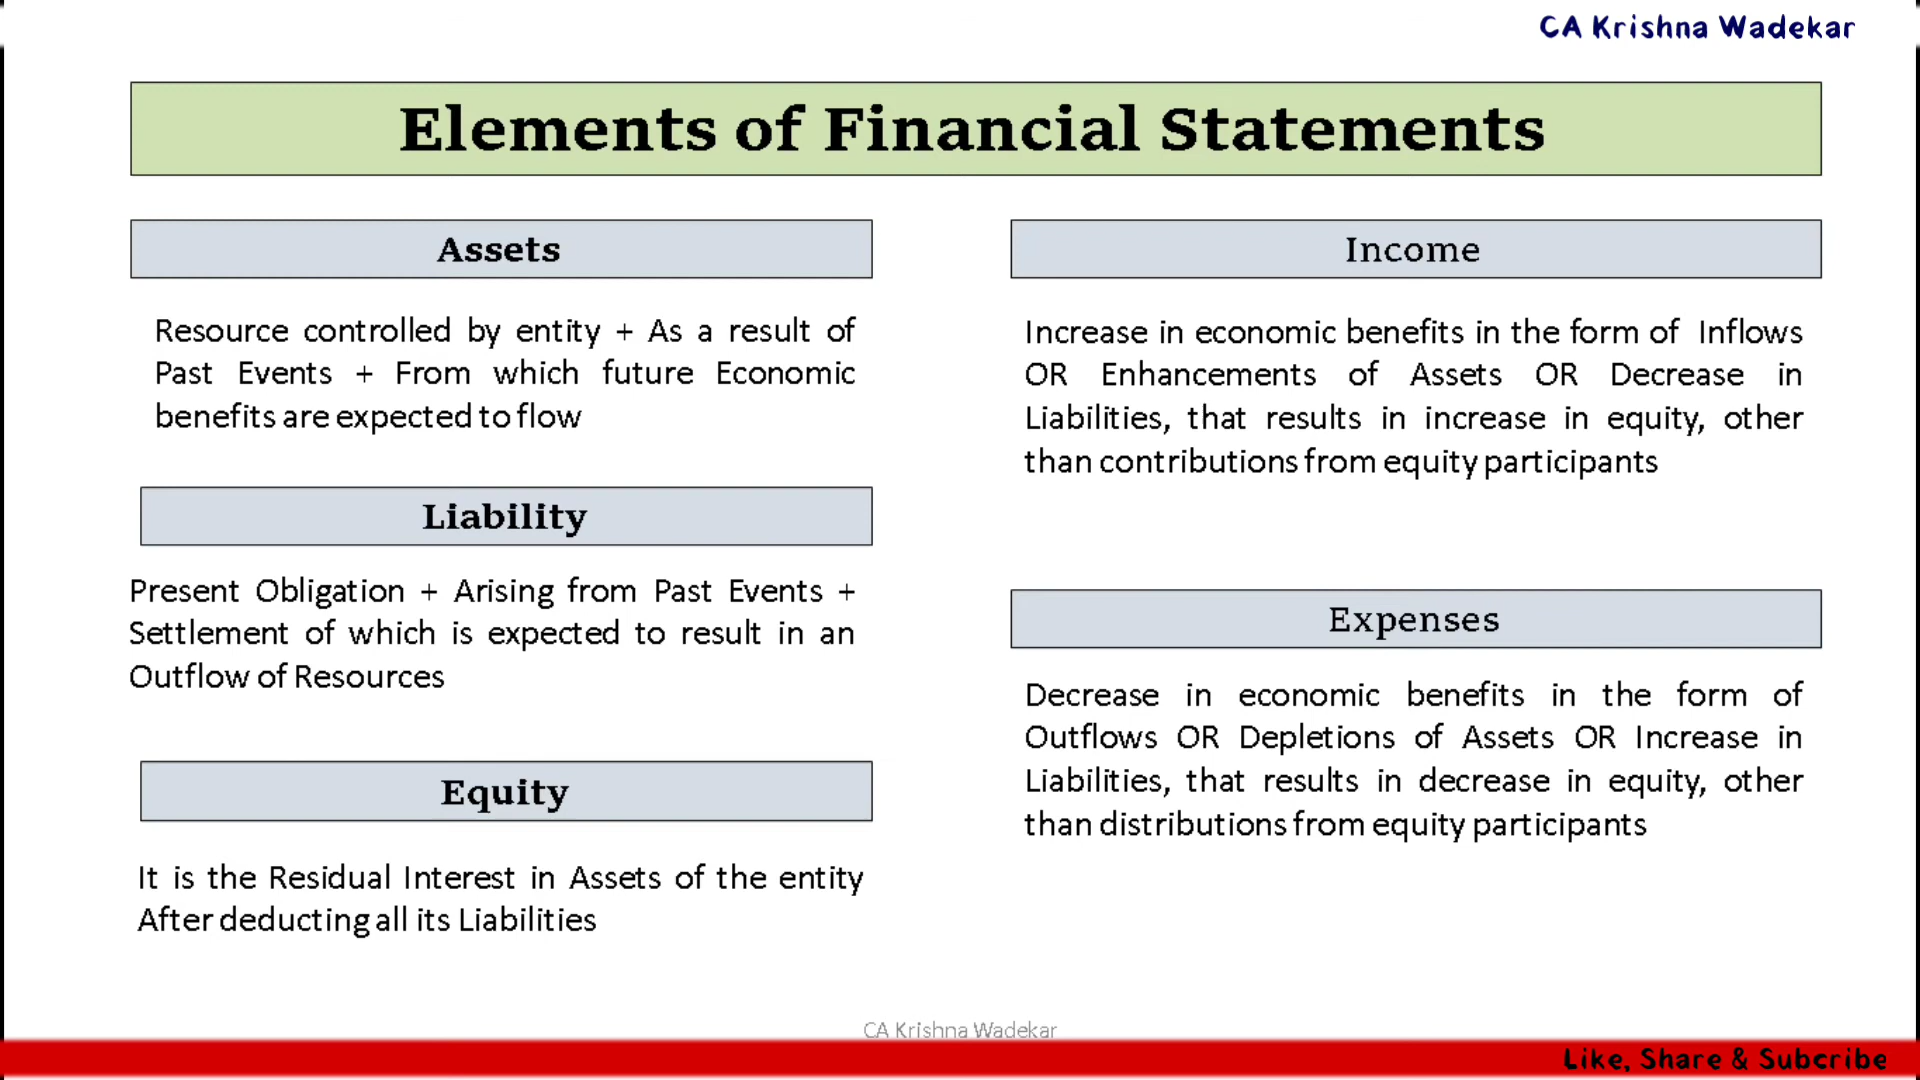 CA Krishna Wadekar
Elements of Financial Statements
Assets
Resource controlled by entity + As a result of
Past Events + From which future Economic
benefits are expected to flow
Liability
Present Obligation + Arising from Past Events +
Settlement of which is expected to result in an
Outflow of Resources
Equity
It is the Residual Interest in Assets of the entity
After deducting all its Liabilities
Income
Increase in economic benefits in the form of Inflows
OR Enhancements of Assets OR Decrease in
Liabilities, that results in increase in equity, other
than contributions from equity participants
Expenses
Decrease in economic benefits in the form of
Outflows OR Depletions of Assets OR Increase in
Liabilities, that results in decrease in equity, other
than distributions from equity participants
CA Krishna Wadekar
Like, Share & Subcribe